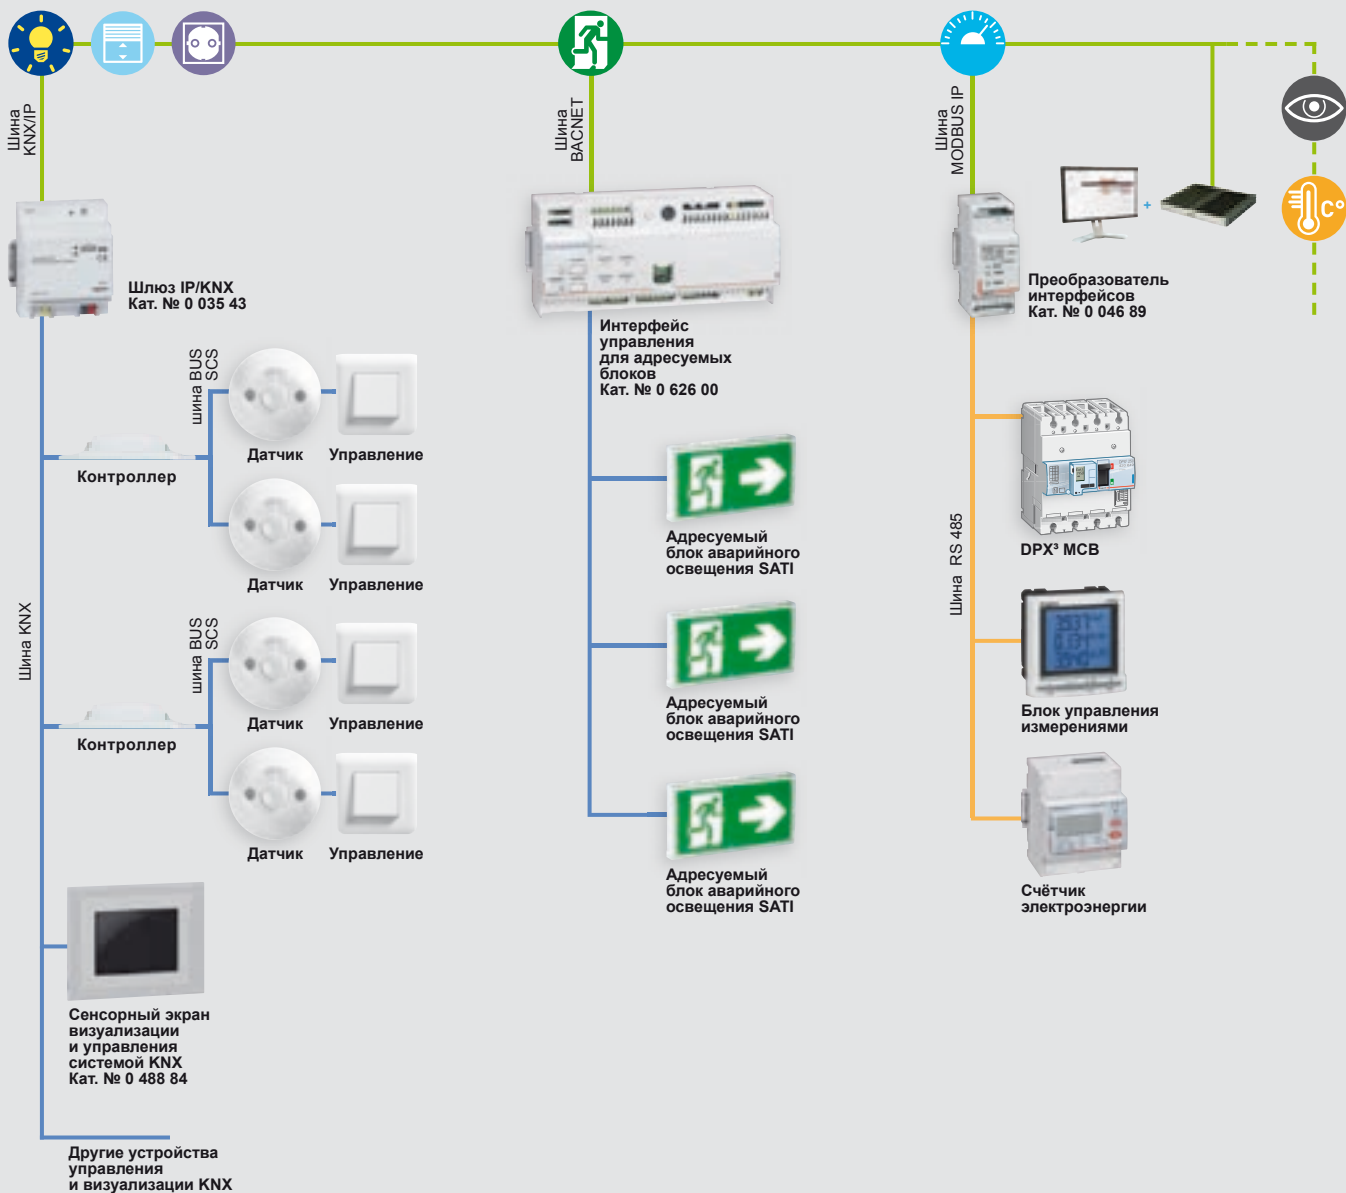 Шина
KNX/IP
Шлюз IP/KNX
Кат. № 0 035 43
шина BUS
SCS
Датчик
Управление
Контроллер
Датчик
Управление
Шина KNX
шина BUS
SCS
Датчик
Управление
Контроллер
Датчик
Управление
Сенсорный экран
визуализации
и управления
системой KNX
Кат. № 0 488 84
Другие устройства
управления
и визуализации KNX
Шина
BACNET
Интерфейс
управления
для адресуемых
блоков
Кат. № 0 626 00
Адресуемый
блок аварийного
освещения SATI
Адресуемый
блок аварийного
освещения SATI
Адресуемый
блок аварийного
освещения SATI
Шина
MODBUS IP
+
C°
Преобразователь
интерфейсов
Кат. № 0 046 89
Шина RS 485
DPX³ MCB
Блок управления
измерениями
Счётчик
электроэнергии